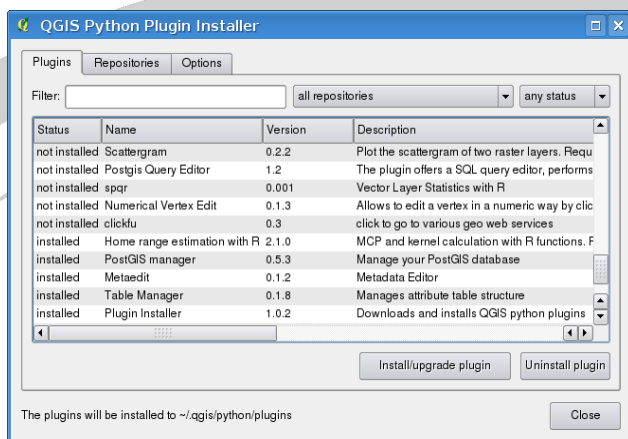 QGIS Python Plugin Installer
Plugins Repositories Options
Filter: all repositories any status
Status Name Version Description
not installed Scattergram 0.2.2 Plot the scattergram of two raster layers. Requ
not installed Postgis Query Editor 1.2 The plugin offers a SQL query editor, performs
not installed spqr 0.001 Vector Layer Statistics with R
not installed Numerical Vertex Edit 0.1.3 Allows to edit a vertex in a numeric way by clic
not installed clickfu 0.3 click to go to various geo web services
installed Home range estimation with R 2.1.0 MCP and kernel calculation with R functions. F
installed PostGIS manager 0.5.3 Manage your PostGIS database
installed Metaedit 0.1.2 Metadata Editor
installed Table Manager 0.1.8 Manages attribute table structure
installed Plugin Installer 1.0.2 Downloads and installs QGIS python plugins
Install/upgrade plugin Uninstall plugin
The plugins will be installed to ~/.qgis/python/plugins Close